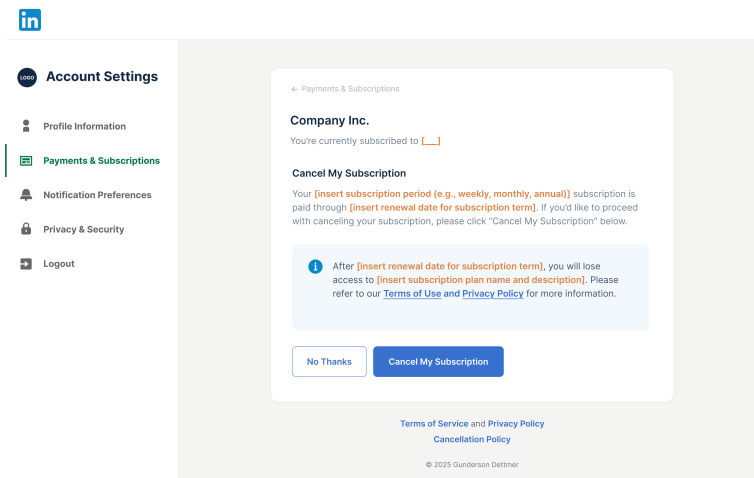 in
LOGO
Account Settings
Profile Information
Payments & Subscriptions
Notification Preferences
Privacy & Security
Logout
← Payments & Subscriptions
Company Inc.
You're currently subscribed to [__]
Cancel My Subscription
Your [insert subscription period (e.g., weekly, monthly, annual)] subscription is
paid through [insert renewal date for subscription term]. If you'd like to proceed
with canceling your subscription, please click "Cancel My Subscription" below.
i
After [insert renewal date for subscription term], you will lose
access to [insert subscription plan name and description]. Please
refer to our Terms of Use and Privacy Policy for more information.
No Thanks
Cancel My Subscription
Terms of Service and Privacy Policy
Cancellation Policy
© 2025 Gunderson Dettmer